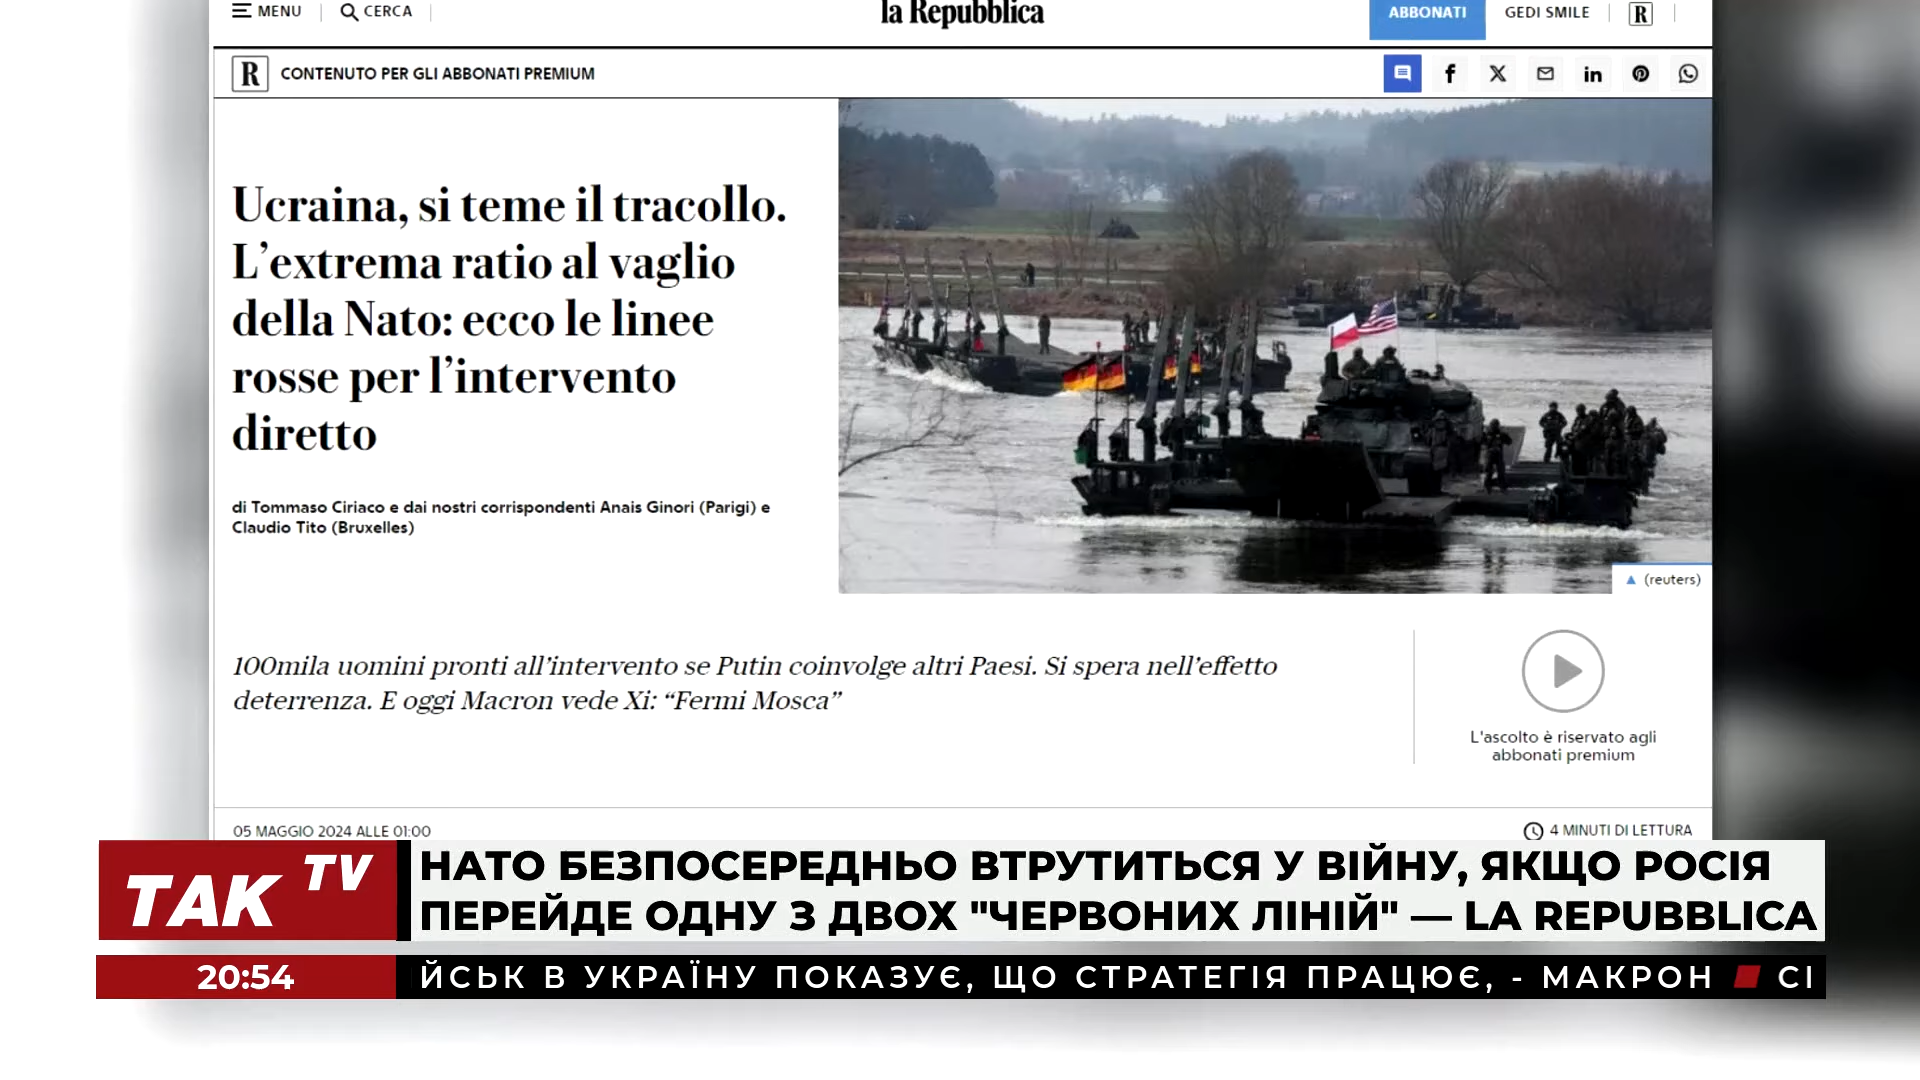 MENU
CERCA
la Repubblica
ABBONATI
GEDI SMILE
R
R
CONTENUTO PER GLI ABBONATI PREMIUM
Ucraina, si teme il tracollo.
L’extrema ratio al vaglio
della Nato: ecco le linee
rosse per l’intervento
diretto
di Tommaso Ciriaco e dai nostri corrispondenti Anais Ginori (Parigi) e
Claudio Tito (Bruxelles)
(reuters)
100mila uomini pronti all’intervento se Putin coinvolge altri Paesi. Si spera nell’effetto
deterrenza. E oggi Macron vede Xi: “Fermi Mosca”
L'ascolto è riservato agli
abbonati premium
05 MAGGIO 2024 ALLE 01:00
4 MINUTI DI LETTURA
ТАК TV
НАТО БЕЗПОСЕРЕДНЬО ВТРУТИТЬСЯ У ВІЙНУ, ЯКЩО РОСІЯ
ПЕРЕЙДЕ ОДНУ З ДВОХ "ЧЕРВОНИХ ЛІНІЙ" — LA REPUBBLICA
20:54
ЙСЬК В УКРАЇНУ ПОКАЗУЄ, ЩО СТРАТЕГІЯ ПРАЦЮЄ, - МАКРОН
СІ